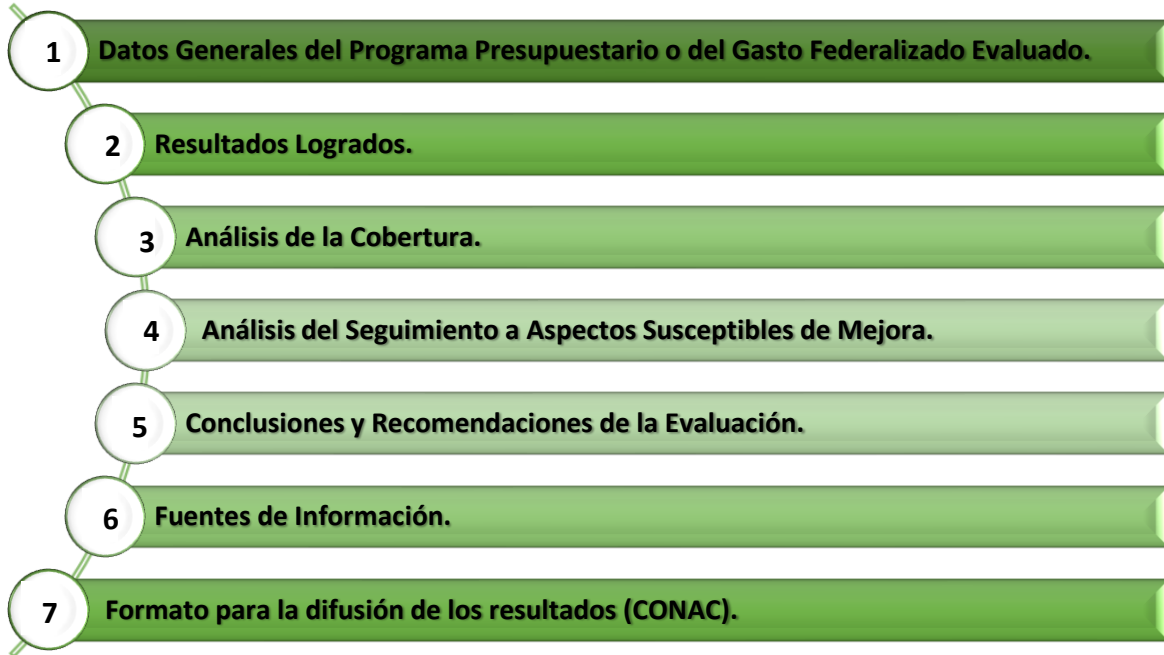 1 Datos Generales del Programa Presupuestario o del Gasto Federalizado Evaluado.
2 Resultados Logrados.
3 Análisis de la Cobertura.
4 Análisis del Seguimiento a Aspectos Susceptibles de Mejora.
5 Conclusiones y Recomendaciones de la Evaluación.
6 Fuentes de Información.
7 Formato para la difusión de los resultados (CONAC).